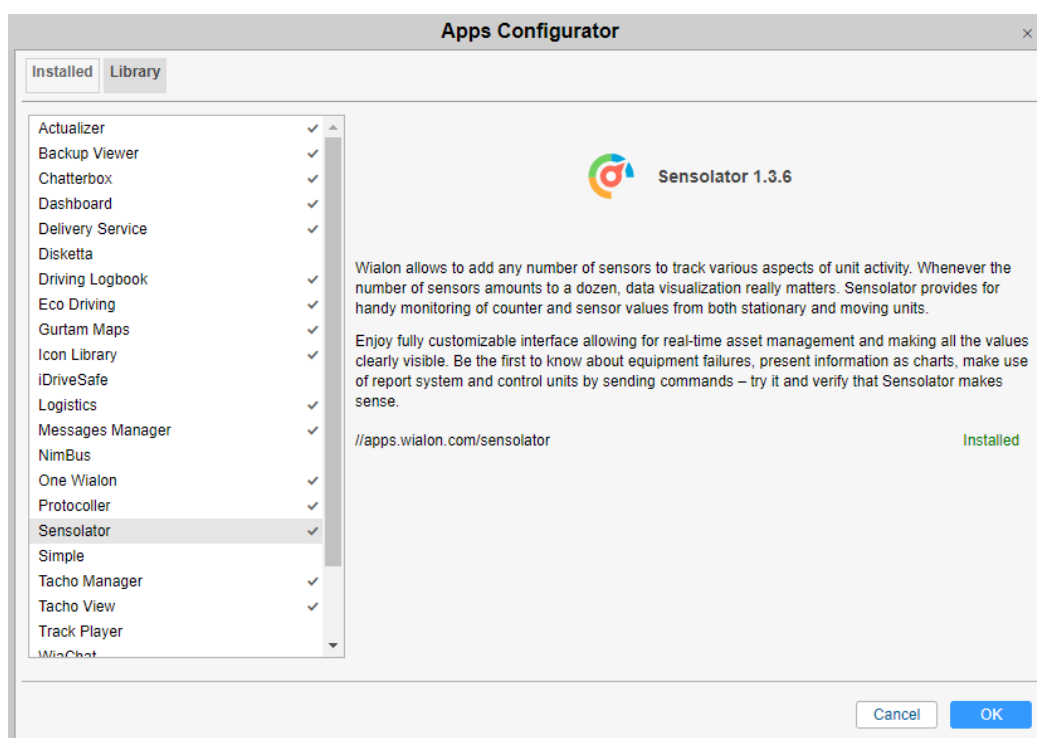 Apps Configurator
Installed Library
Actualizer
Backup Viewer
Chatterbox
Dashboard
Delivery Service
Disketta
Driving Logbook
Eco Driving
Gurtam Maps
Icon Library
iDriveSafe
Logistics
Messages Manager
NimBus
One Wialon
Protocoller
Sensolator
Simple
Tacho Manager
Tacho View
Track Player
WiaChat
Sensolator 1.3.6
Wialon allows to add any number of sensors to track various aspects of unit activity. Whenever the
number of sensors amounts to a dozen, data visualization really matters. Sensolator provides for
handy monitoring of counter and sensor values from both stationary and moving units.
Enjoy fully customizable interface allowing for real-time asset management and making all the values
clearly visible. Be the first to know about equipment failures, present information as charts, make use
of report system and control units by sending commands – try it and verify that Sensolator makes
sense.
//apps.wialon.com/sensolator Installed
Cancel OK